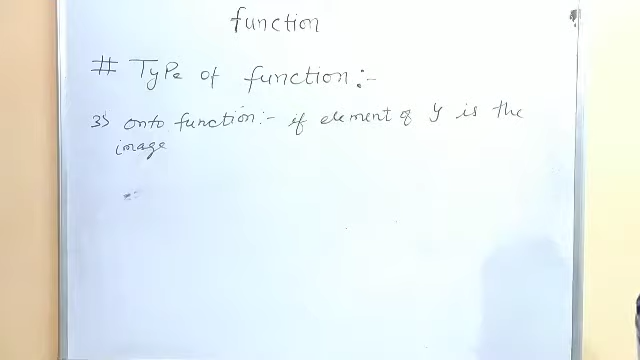 function
# Type of function:-
3) onto function:- if element of y is the
image